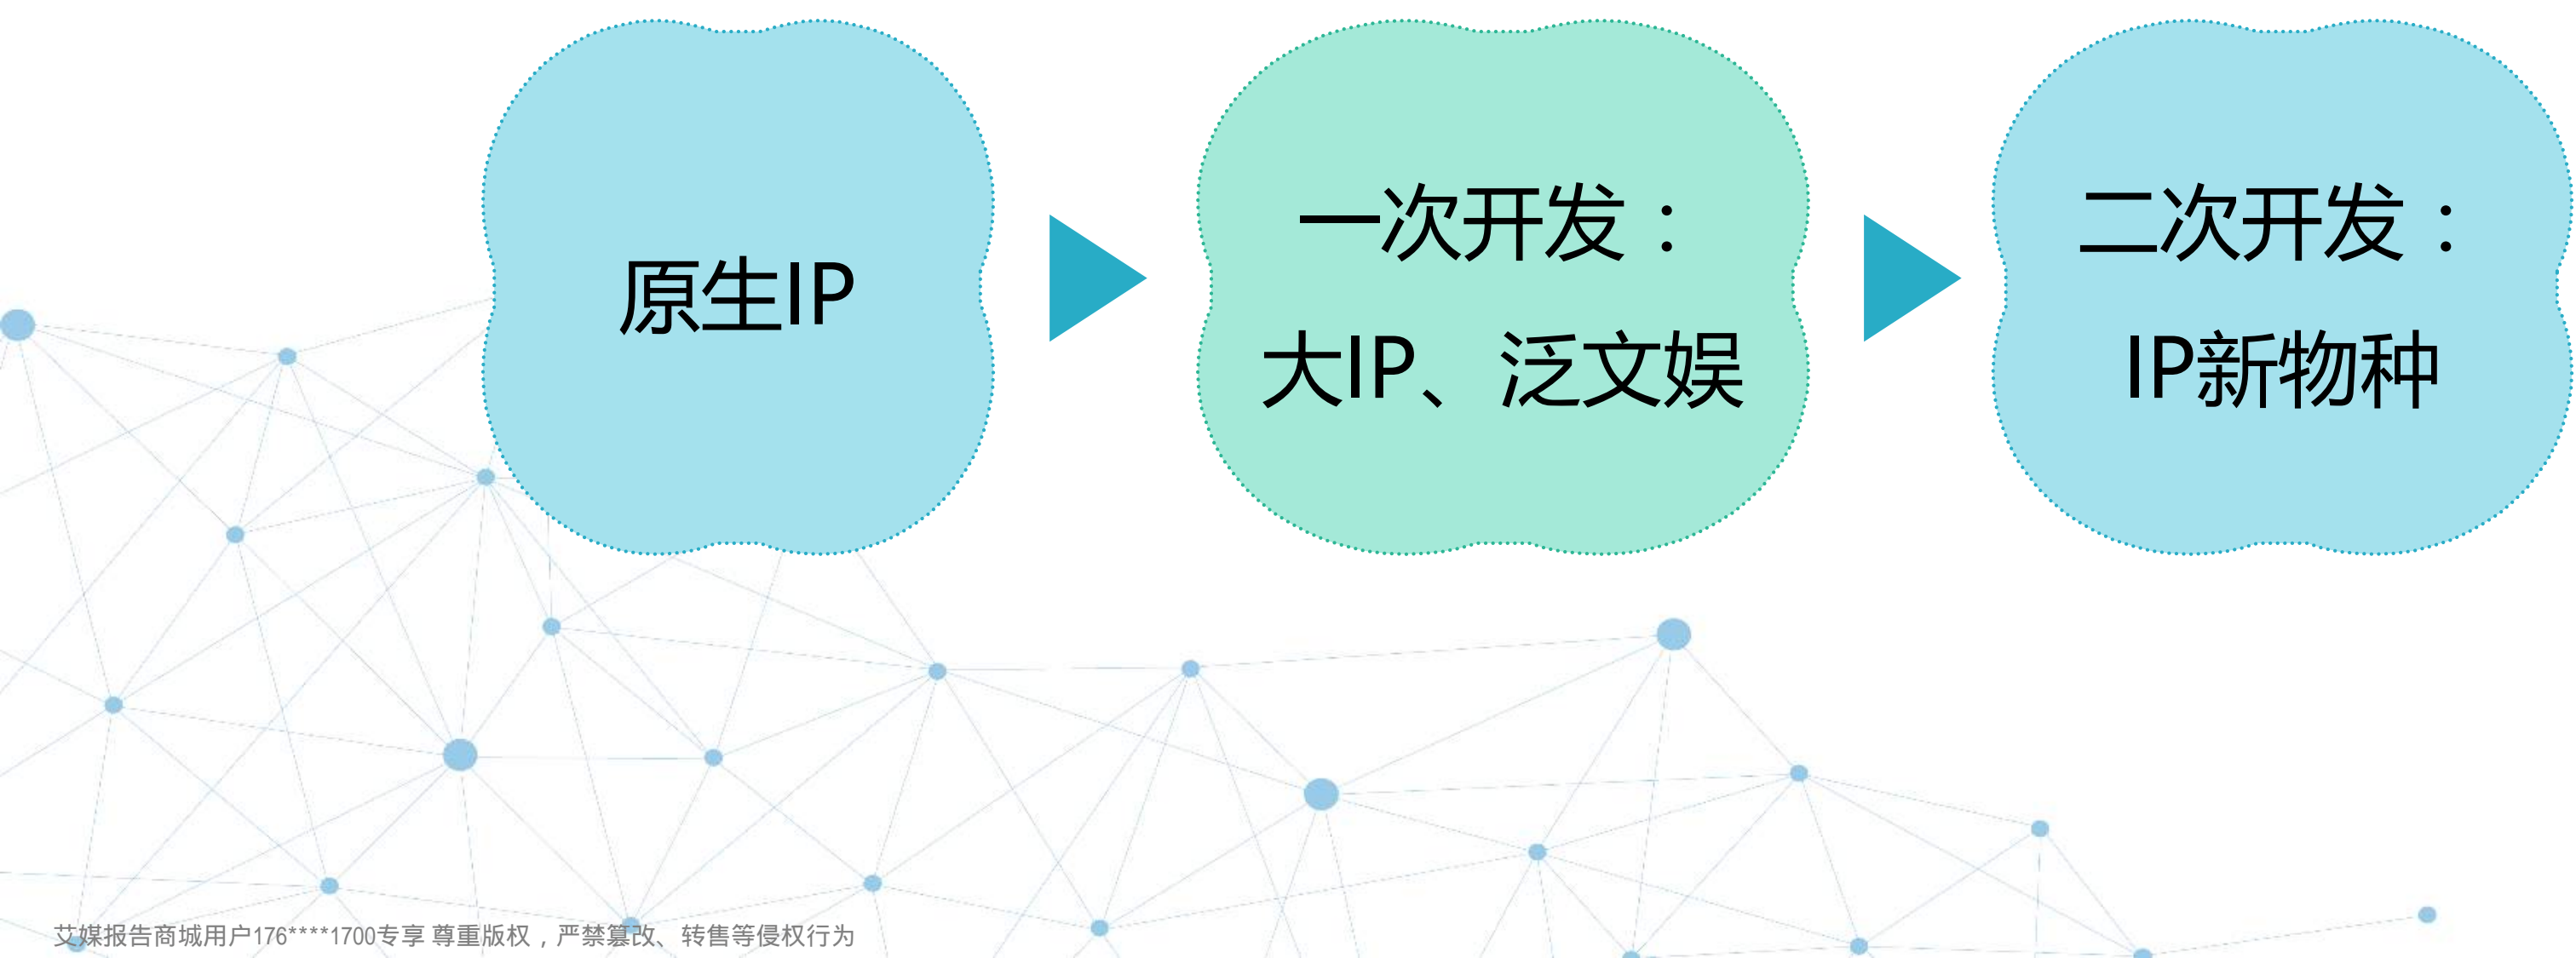 原生IP
一次开发：
大IP、泛文娱
二次开发：
IP新物种
艾媒报告商城用户176****1700专享 尊重版权，严禁篡改、转售等侵权行为